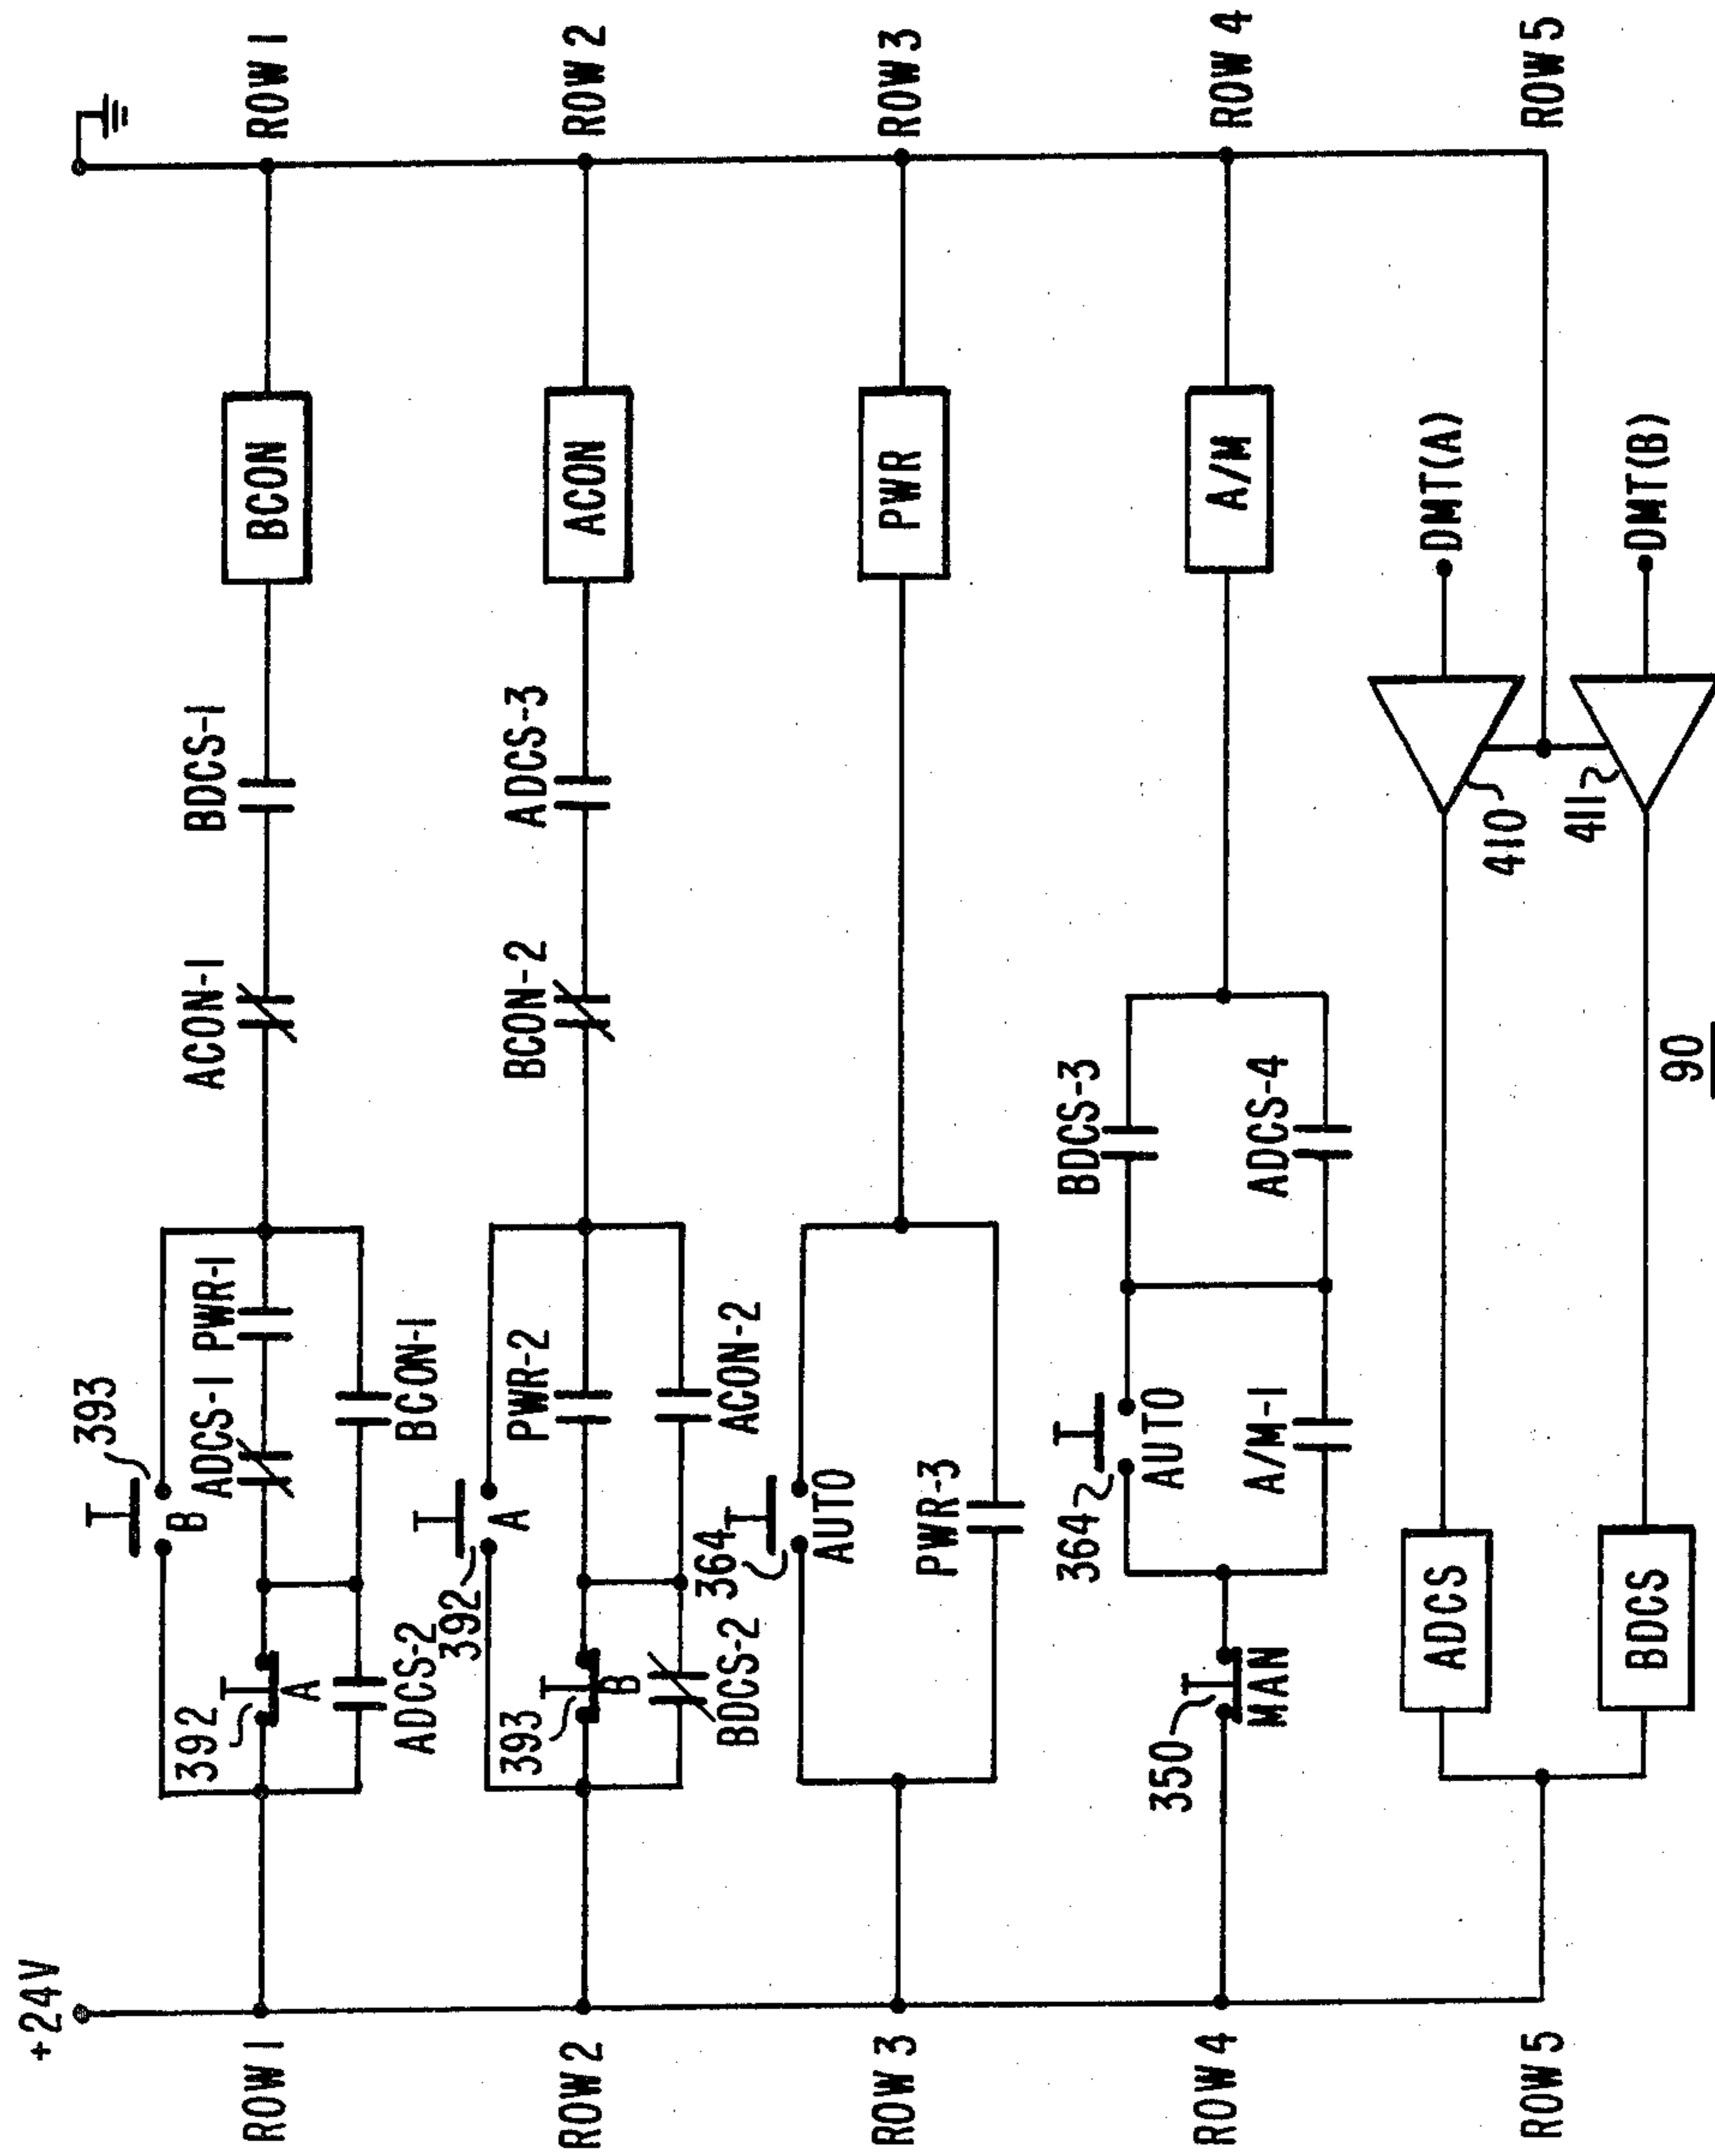 +24V
ROW 1
393
B
392
A
ADCS-1
PWR-1
ADCS-2
BCON-1
ACON-1
BDCS-1
BCON
ROW 1
ROW 2
392
A
393
B
PWR-2
BDCS-2
ACON-2
BCON-2
ADCS-3
ACON
ROW 2
ROW 3
364
AUTO
PWR-3
PWR
ROW 3
ROW 4
350
MAN
364
AUTO
A/M-1
BDCS-3
ADCS-4
A/M
ROW 4
ROW 5
ADCS
410
DMT(A)
BDCS
411
DMT(B)
ROW 5
90